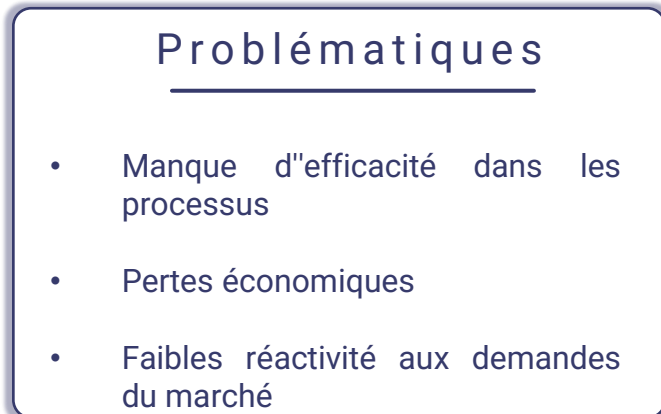 Problématiques
• Manque d''efficacité dans les
processus
• Pertes économiques
• Faibles réactivité aux demandes
du marché